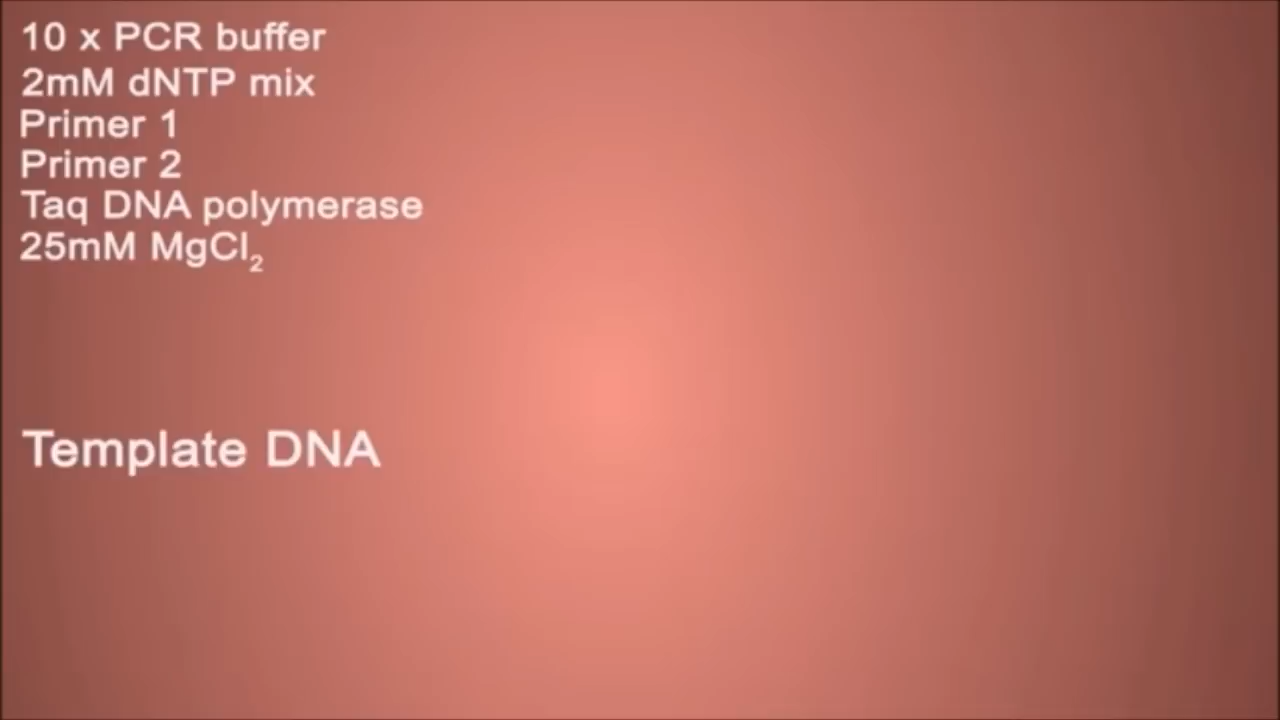 10 x PCR buffer
2mM dNTP mix
Primer 1
Primer 2
Taq DNA polymerase
25mM MgCl₂
Template DNA